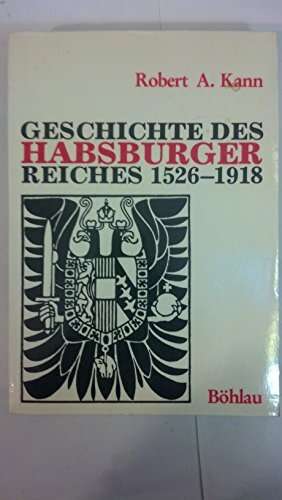 Robert A. Kann
GESCHICHTE DES
HABSBURGER
REICHES 1526–1918
Böhlau